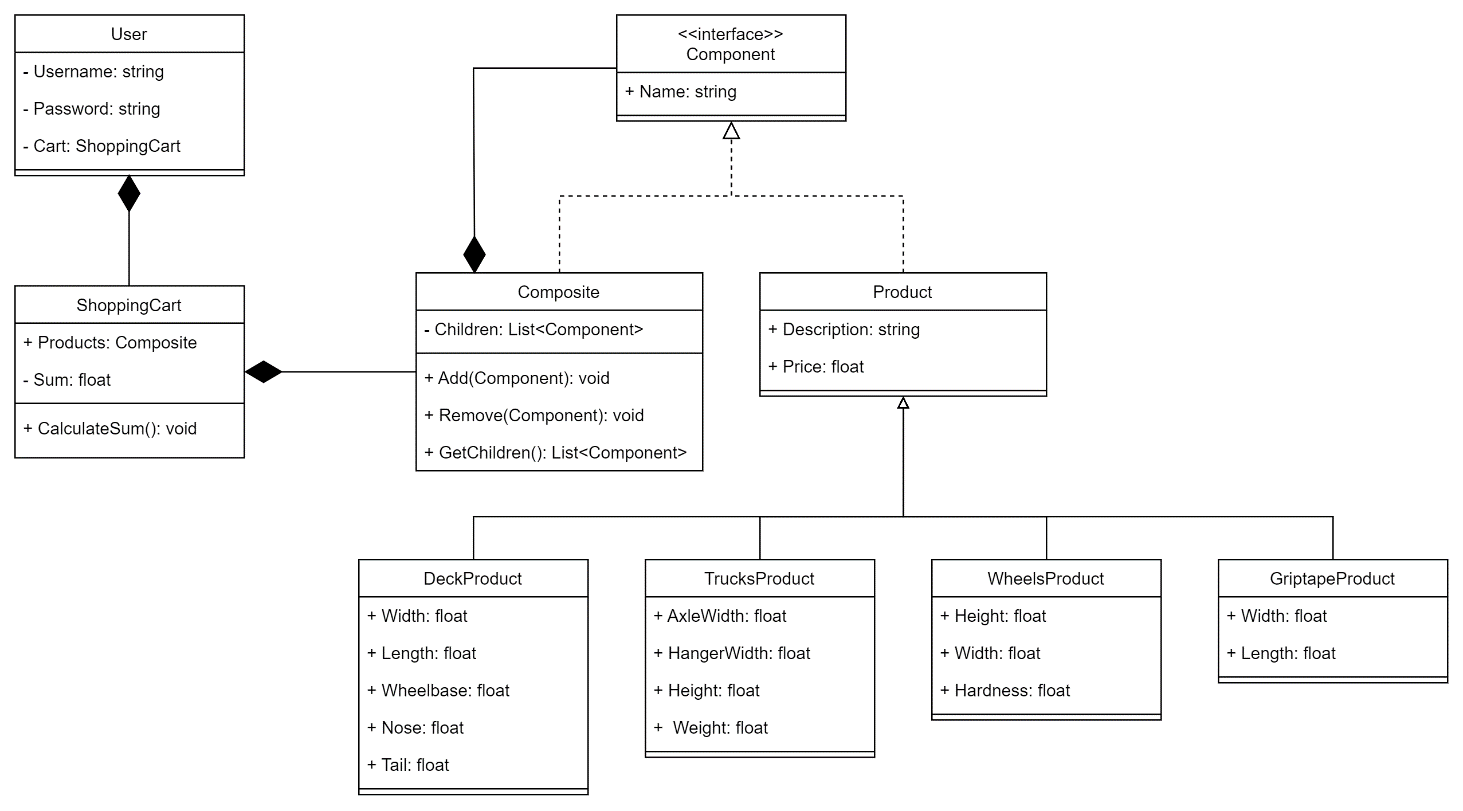 User
- Username: string
- Password: string
- Cart: ShoppingCart
<<interface>>
Component
+ Name: string
ShoppingCart
+ Products: Composite
- Sum: float
+ CalculateSum(): void
Composite
- Children: List<Component>
+ Add(Component): void
+ Remove(Component): void
+ GetChildren(): List<Component>
Product
+ Description: string
+ Price: float
DeckProduct
+ Width: float
+ Length: float
+ Wheelbase: float
+ Nose: float
+ Tail: float
TrucksProduct
+ AxleWidth: float
+ HangerWidth: float
+ Height: float
+ Weight: float
WheelsProduct
+ Height: float
+ Width: float
+ Hardness: float
GriptapeProduct
+ Width: float
+ Length: float